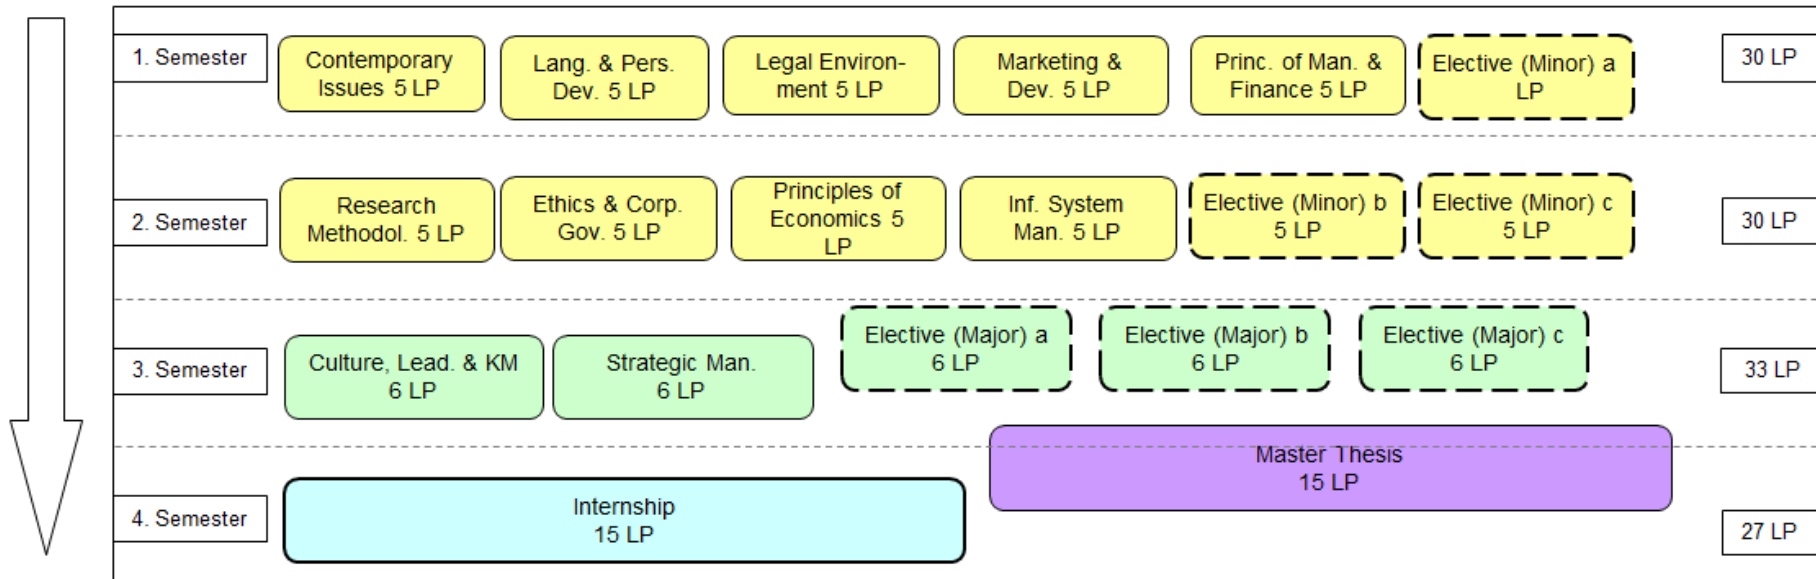 1. Semester
Contemporary
Issues 5 LP
Lang. & Pers.
Dev. 5 LP
Legal Environ-
ment 5 LP
Marketing &
Dev. 5 LP
Princ. of Man. &
Finance 5 LP
Elective (Minor) a
LP
30 LP
2. Semester
Research
Methodol. 5 LP
Ethics & Corp.
Gov. 5 LP
Principles of
Economics 5
LP
Inf. System
Man. 5 LP
Elective (Minor) b
5 LP
Elective (Minor) c
5 LP
30 LP
3. Semester
Culture, Lead. & KM
6 LP
Strategic Man.
6 LP
Elective (Major) a
6 LP
Elective (Major) b
6 LP
Elective (Major) c
6 LP
33 LP
Master Thesis
15 LP
4. Semester
Internship
15 LP
27 LP